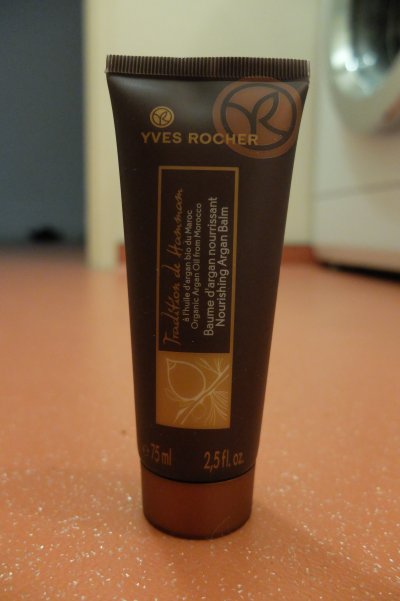 YVES ROCHER
Tradition de Hammam
à l'huile d'argan bio du Maroc
Organic Argan Oil from Morocco
Baume d'argan nourrissant
Nourishing Argan Balm
75 ml 2,5 fl. oz.